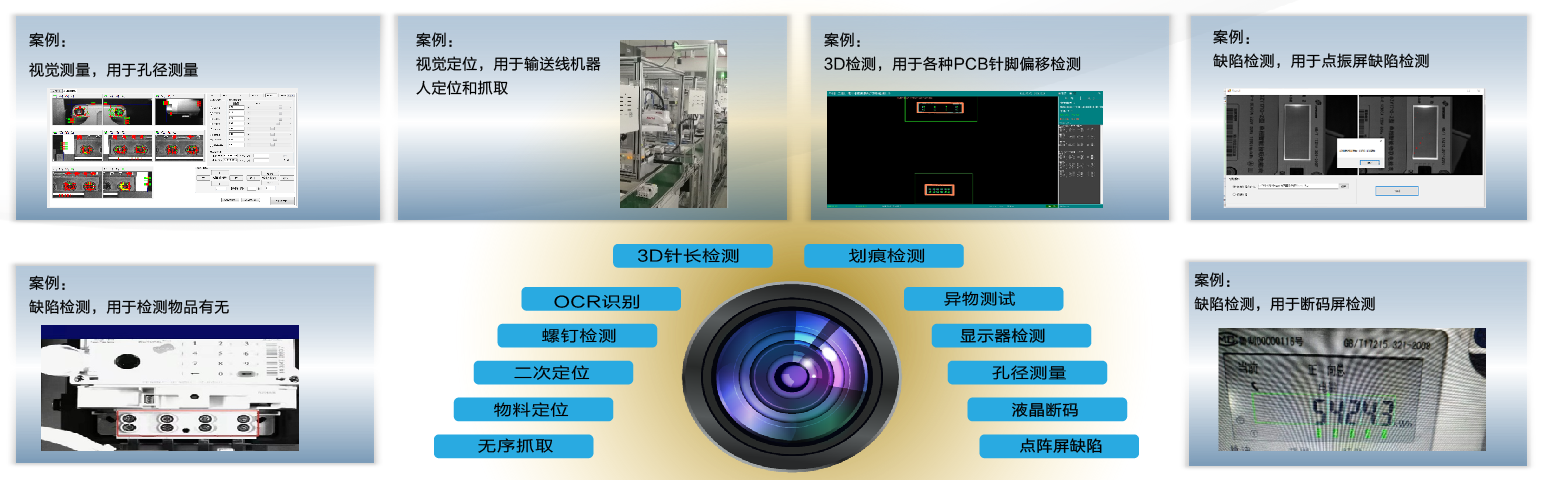 案例：
视觉测量，用于孔径测量
案例：
视觉定位，用于输送线机器
人定位和抓取
案例：
3D检测，用于各种PCB针脚偏移检测
案例：
缺陷检测，用于点振屏缺陷检测
3D针长检测
划痕检测
OCR识别
异物测试
螺钉检测
显示器检测
二次定位
孔径测量
物料定位
液晶断码
无序抓取
点阵屏缺陷
案例：
缺陷检测，用于检测物品有无
案例：
缺陷检测，用于断码屏检测
GB/T17215.321-2008
当前
54243
kWh